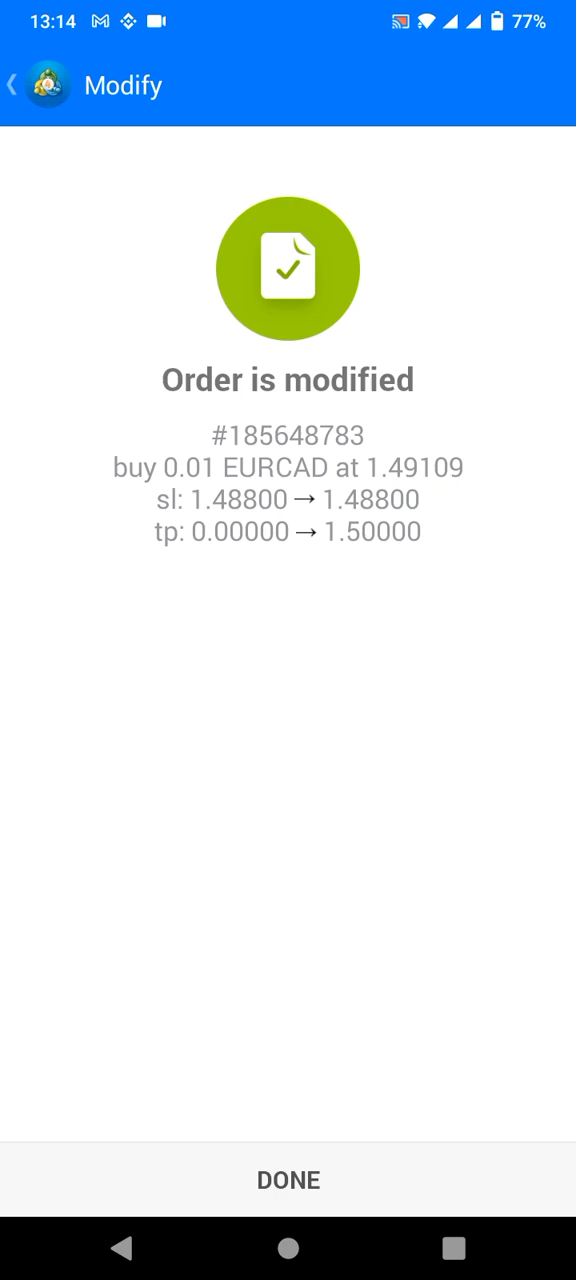 13:14
77%
Modify
Order is modified
#185648783
buy 0.01 EURCAD at 1.49109
sl: 1.48800 → 1.48800
tp: 0.00000 → 1.50000
DONE